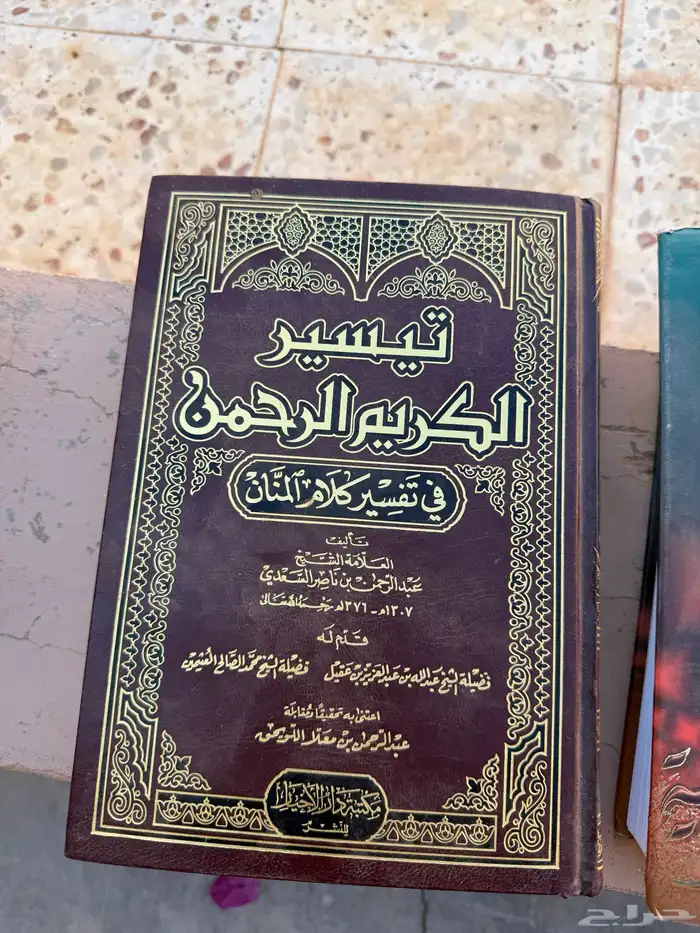 تيسير
الكريم الرحمن
في تفسير كلام المنان
تأليف
العلامة الشيخ
عبد الرحمن بن ناصر السعدي
١٣٠٧هـ - ١٣٧٦هـ رحمه الله تعالى
قدم له
فضيلة الشيخ عبد الله بن عبد العزيز بن عقيل فضيلة الشيخ محمد الصالح العثيمين
اعتنى به تحقيقا ومقابلة
عبد الرحمن بن معلا اللويحق
مكتبة دار الأخيار
للنشر
حراج